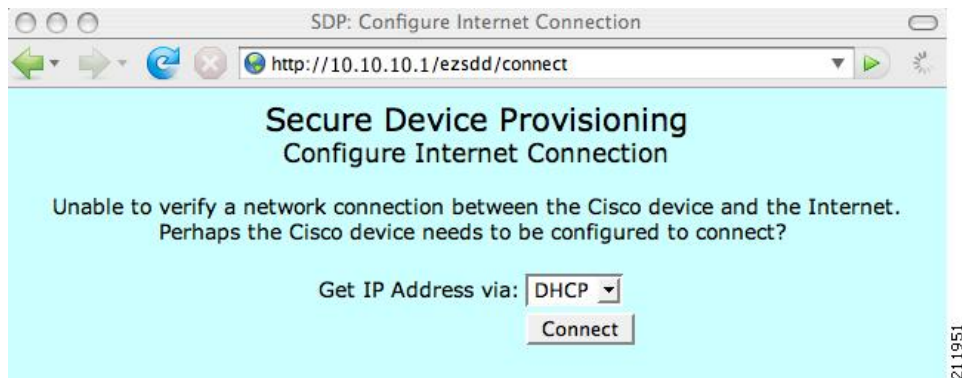 SDP: Configure Internet Connection
http://10.10.10.1/ezsdd/connect
Secure Device Provisioning
Configure Internet Connection
Unable to verify a network connection between the Cisco device and the Internet.
Perhaps the Cisco device needs to be configured to connect?
Get IP Address via: DHCP
Connect
211951